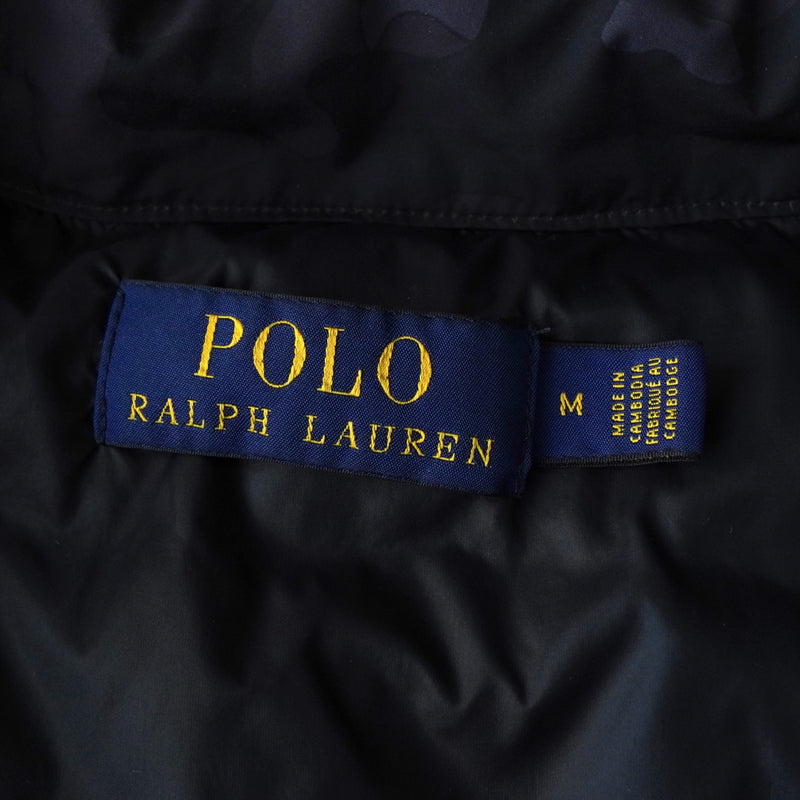 POLO
RALPH LAUREN
M
MADE IN
CAMBODIA
FABRIQUÉ AU
CAMBODGE